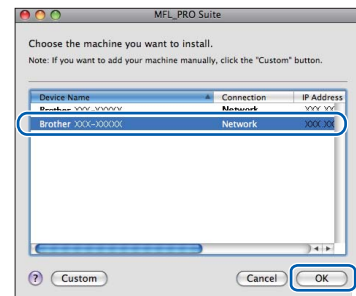 MFL_PRO Suite
Choose the machine you want to install.
Note: If you want to add your machine manually, click the "Custom" button.
Device Name Connection IP Address
Brother XXX-XXXXX Network XXX.XX
Brother XXX-XXXXX Network XXX.XX
? Custom Cancel OK